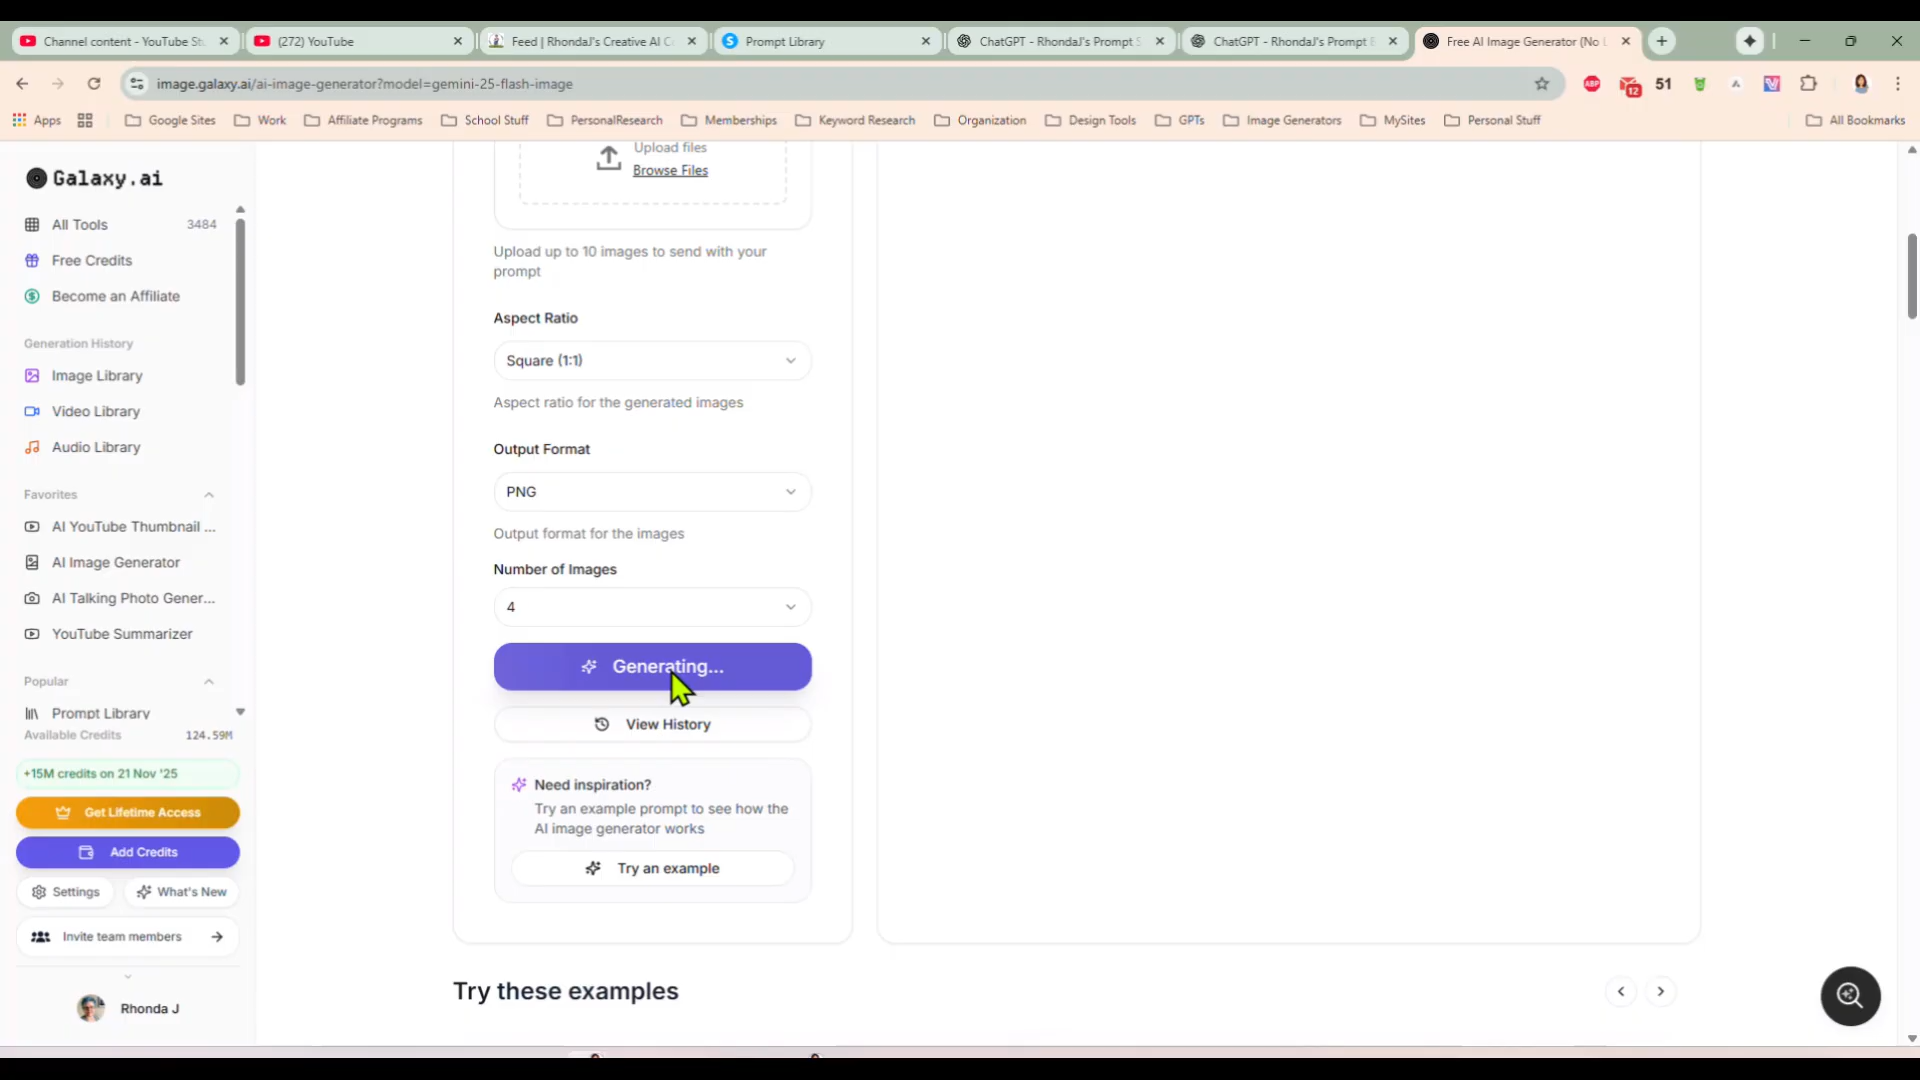 Channel content - YouTube St
(272) YouTube
Feed | RhondaJ's Creative AI C
Prompt Library
ChatGPT - RhondaJ's Prompt S
ChatGPT - RhondaJ's Prompt
Free AI Image Generator (No
image.galaxy.ai/ai-image-generator?model=gemini-25-flash-image
ABP
12
51
Apps
Google Sites
Work
Affiliate Programs
School Stuff
PersonalResearch
Memberships
Keyword Research
Organization
Design Tools
GPTs
Image Generators
MySites
Personal Stuff
All Bookmarks
Galaxy.ai
All Tools 3484
Free Credits
Become an Affiliate
Generation History
Image Library
Video Library
Audio Library
Favorites
AI YouTube Thumbnail ...
AI Image Generator
AI Talking Photo Gener...
YouTube Summarizer
Popular
Prompt Library
Available Credits 124.59M
+15M credits on 21 Nov '25
Get Lifetime Access
Add Credits
Settings
What's New
Invite team members
Rhonda J
Upload files
Browse Files
Upload up to 10 images to send with your
prompt
Aspect Ratio
Square (1:1)
Aspect ratio for the generated images
Output Format
PNG
Output format for the images
Number of Images
4
Generating...
View History
Need inspiration?
Try an example prompt to see how the
AI image generator works
Try an example
Try these examples